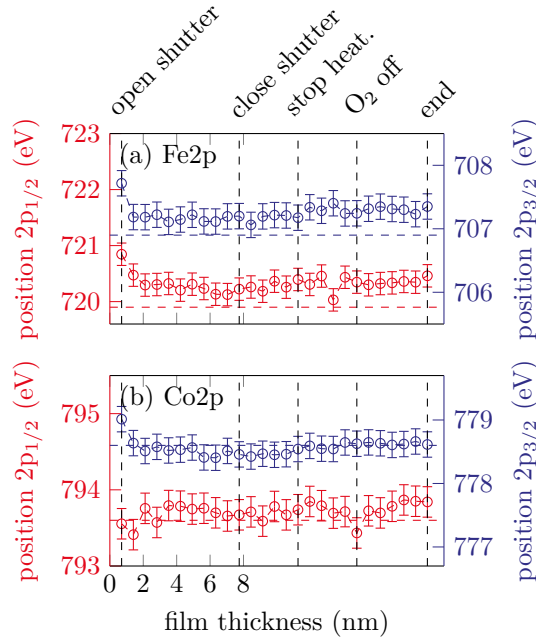 open shutter
close shutter
stop heat.
O₂ off
end
(a) Fe2p
position 2p₁/₂ (eV)
723
722
721
720
708
707
706
position 2p₃/₂ (eV)
(b) Co2p
position 2p₁/₂ (eV)
795
794
793
779
778
777
position 2p₃/₂ (eV)
0 2 4 6 8
film thickness (nm)